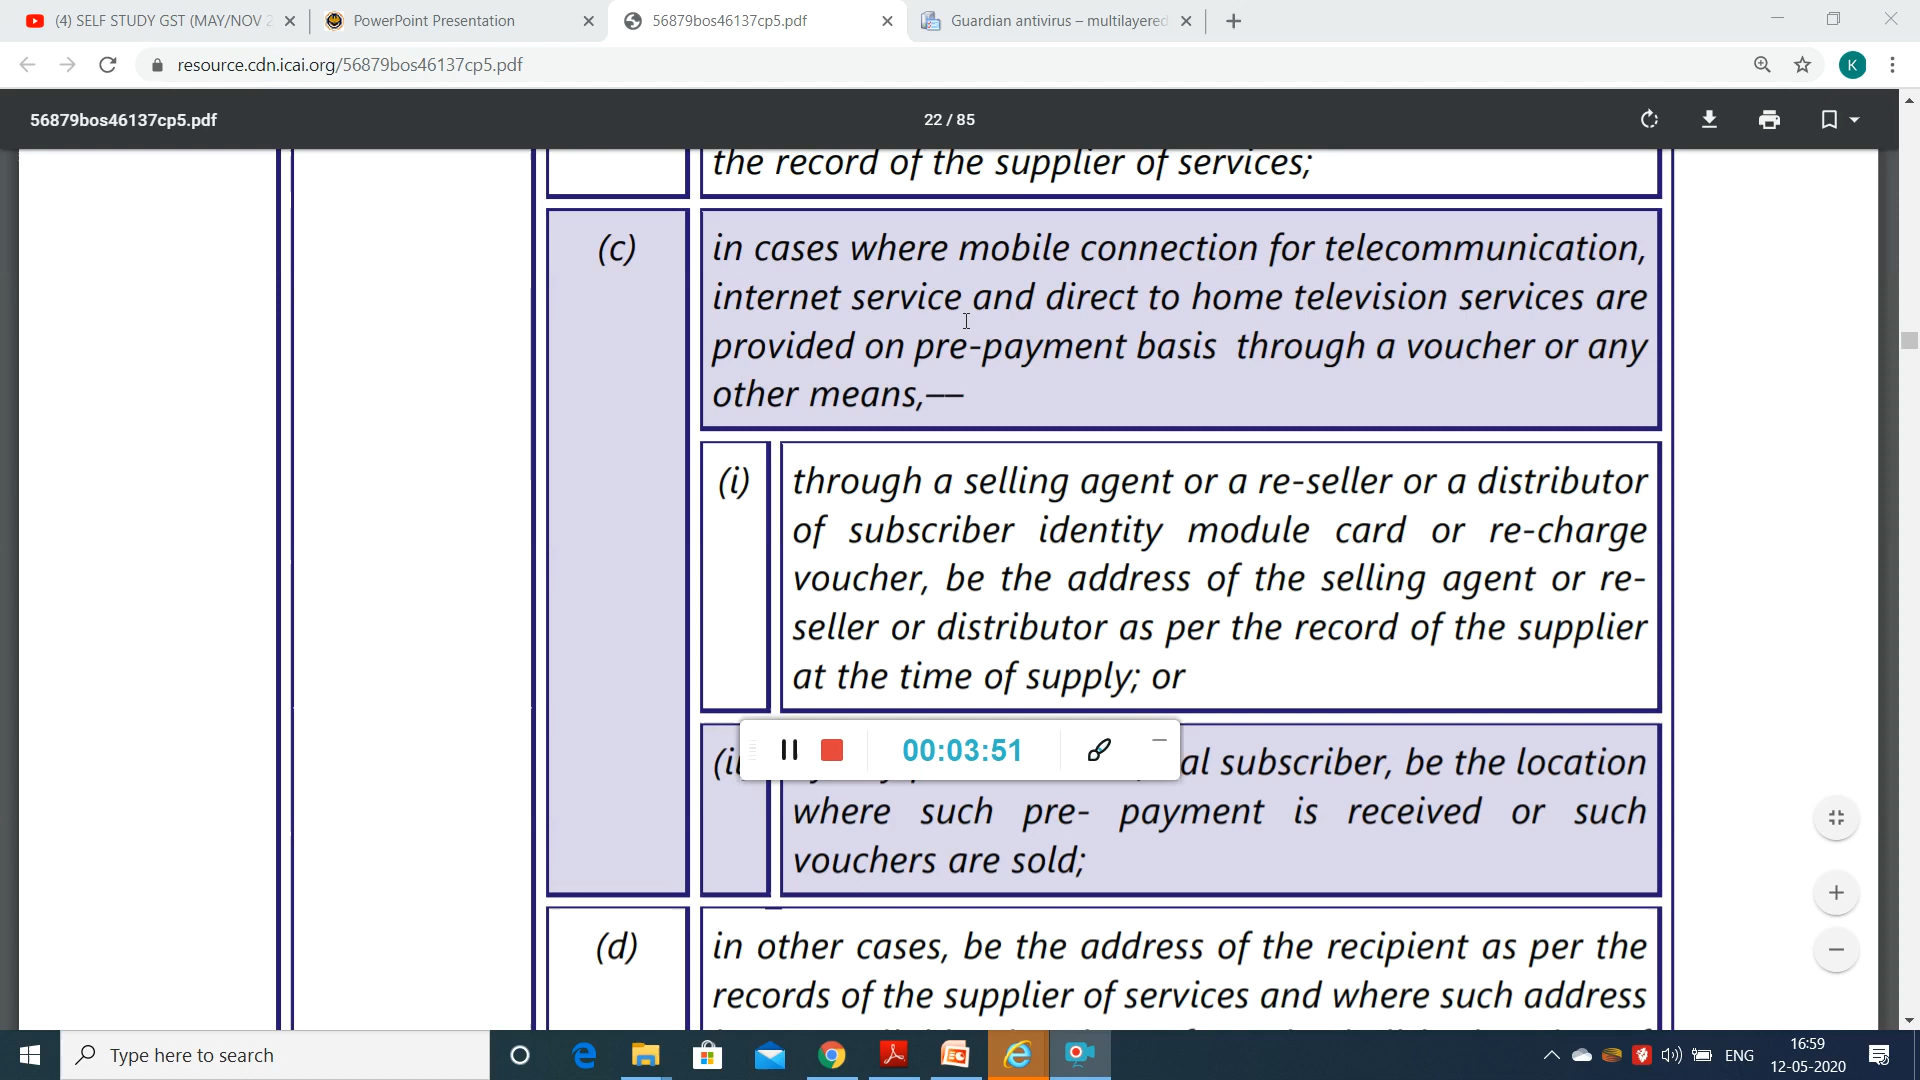 (4) SELF STUDY GST (MAY/NOV 2
PowerPoint Presentation
56879bos46137cp5.pdf
Guardian antivirus – multilayered
resource.cdn.icai.org/56879bos46137cp5.pdf
K
56879bos46137cp5.pdf
22 / 85
the record of the supplier of services;
(c)
in cases where mobile connection for telecommunication,
internet service and direct to home television services are
provided on pre-payment basis through a voucher or any
other means,––
(i)
through a selling agent or a re-seller or a distributor
of subscriber identity module card or re-charge
voucher, be the address of the selling agent or re-
seller or distributor as per the record of the supplier
at the time of supply; or
00:03:51
subscriber, be the location
where such pre- payment is received or such
vouchers are sold;
(d)
in other cases, be the address of the recipient as per the
records of the supplier of services and where such address
Type here to search
ENG
16:59
12-05-2020